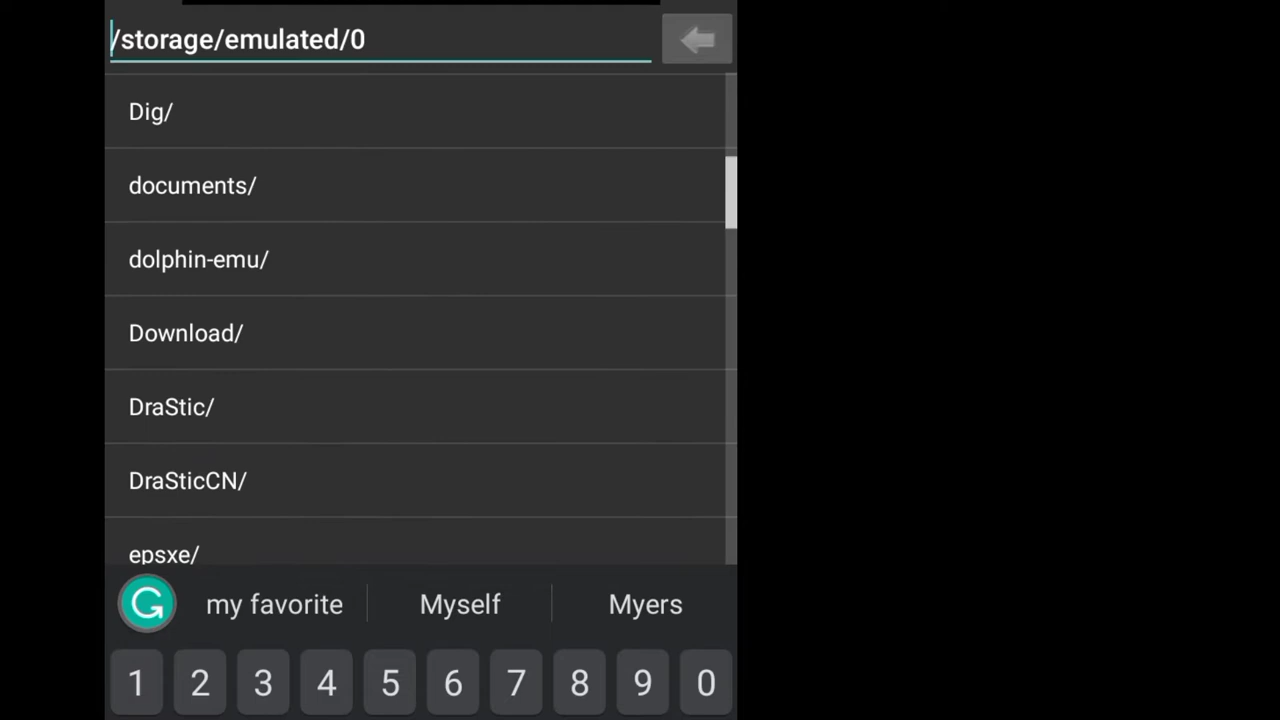 /storage/emulated/0
Dig/
documents/
dolphin-emu/
Download/
DraStic/
DraSticCN/
epsxe/
my favorite Myself Myers
1 2 3 4 5 6 7 8 9 0